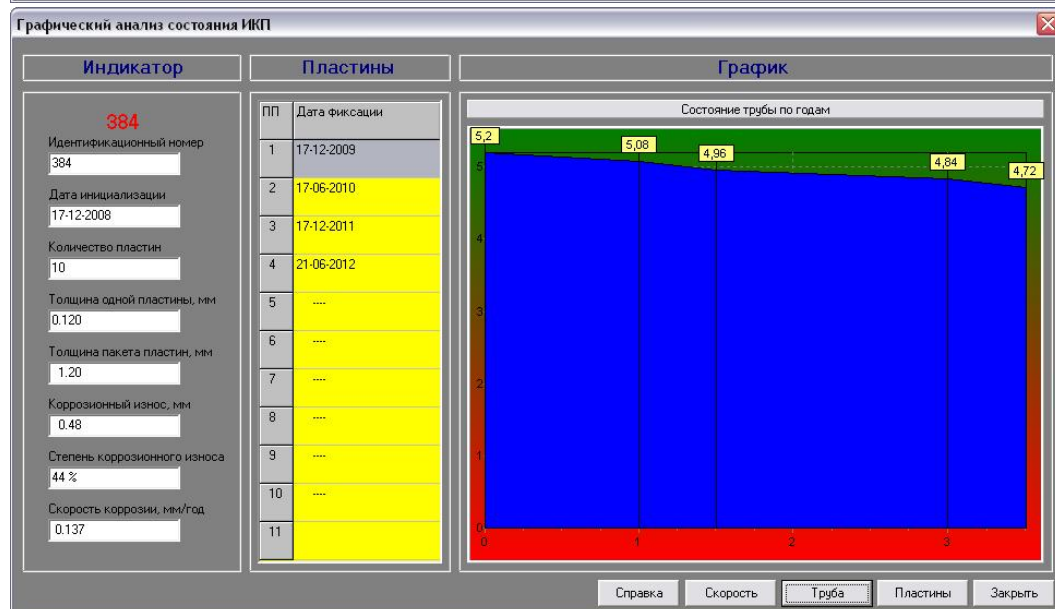 Графический анализ состояния ИКП
Индикатор
384
Идентификационный номер
384
Дата инициализации
17-12-2008
Количество пластин
10
Толщина одной пластины, мм
0.120
Толщина пакета пластин, мм
1.20
Коррозионный износ, мм
0.48
Степень коррозионного износа
44 %
Скорость коррозии, мм/год
0.137
Пластины
ПП Дата фиксации
1 17-12-2009
2 17-06-2010
3 17-12-2011
4 21-06-2012
5 ----
6 ----
7 ----
8 ----
9 ----
10 ----
11
График
Состояние трубы по годам
5,2 5,08 4,96 4,84 4,72
5
4
3
2
1
0
0 1 2 3
Справка Скорость Труба Пластины Закрыть